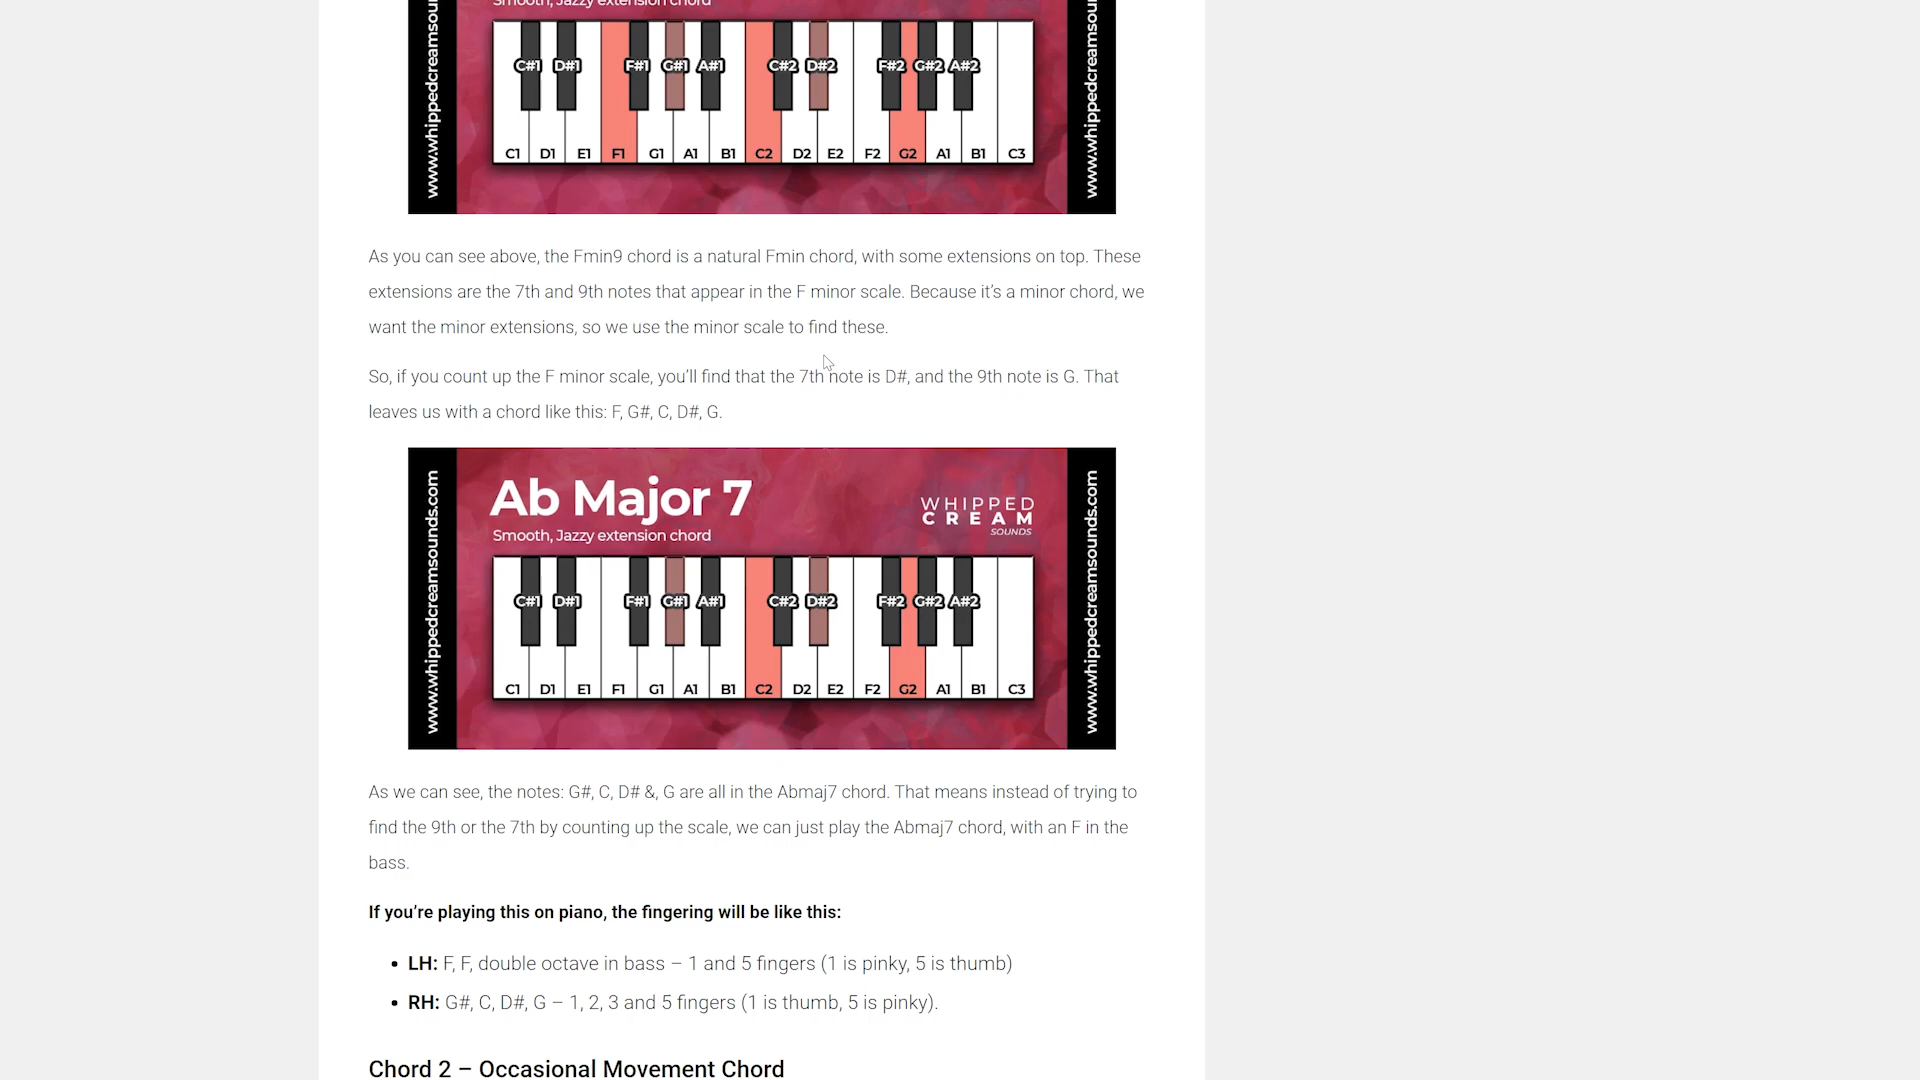 Smooth, Jazzy extension chord
www.whippedcreamsou
www.whippedcreamsou
C#1 D#1 F#1 G#1 A#1 C#2 D#2 F#2 G#2 A#2
C1 D1 E1 F1 G1 A1 B1 C2 D2 E2 F2 G2 A1 B1 C3
As you can see above, the Fmin9 chord is a natural Fmin chord, with some extensions on top. These
extensions are the 7th and 9th notes that appear in the F minor scale. Because it’s a minor chord, we
want the minor extensions, so we use the minor scale to find these.
So, if you count up the F minor scale, you’ll find that the 7th note is D#, and the 9th note is G. That
leaves us with a chord like this: F, G#, C, D#, G.
www.whippedcreamsounds.com
Ab Major 7
Smooth, Jazzy extension chord
WHIPPED
CREAM
SOUNDS
www.whippedcreamsounds.com
C#1 D#1 F#1 G#1 A#1 C#2 D#2 F#2 G#2 A#2
C1 D1 E1 F1 G1 A1 B1 C2 D2 E2 F2 G2 A1 B1 C3
As we can see, the notes: G#, C, D# &, G are all in the Abmaj7 chord. That means instead of trying to
find the 9th or the 7th by counting up the scale, we can just play the Abmaj7 chord, with an F in the
bass.
If you’re playing this on piano, the fingering will be like this:
• LH: F, F, double octave in bass – 1 and 5 fingers (1 is pinky, 5 is thumb)
• RH: G#, C, D#, G – 1, 2, 3 and 5 fingers (1 is thumb, 5 is pinky).
Chord 2 – Occasional Movement Chord